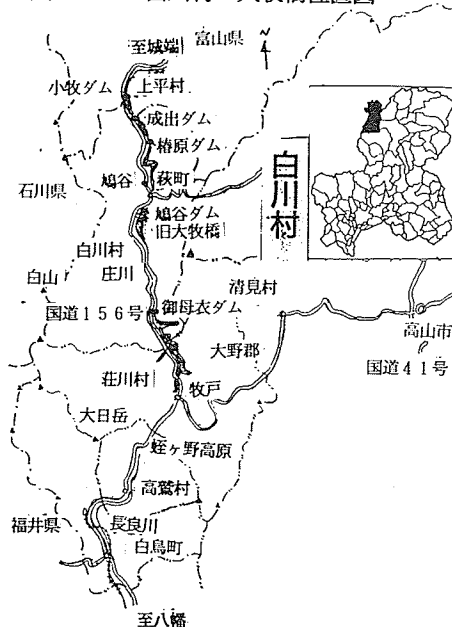 富山県
至城端
小牧ダム
上平村
成出ダム
椿原ダム
鳩谷
荻町
石川県
鳩谷ダム
旧大牧橋
白川村
白川村
庄川
白山
清見村
国道156号
御母衣ダム
大野郡
高山市
国道41号
荘川村
牧戸
大日岳
蛭ヶ野高原
高鷲村
福井県
長良川
白鳥町
至八幡